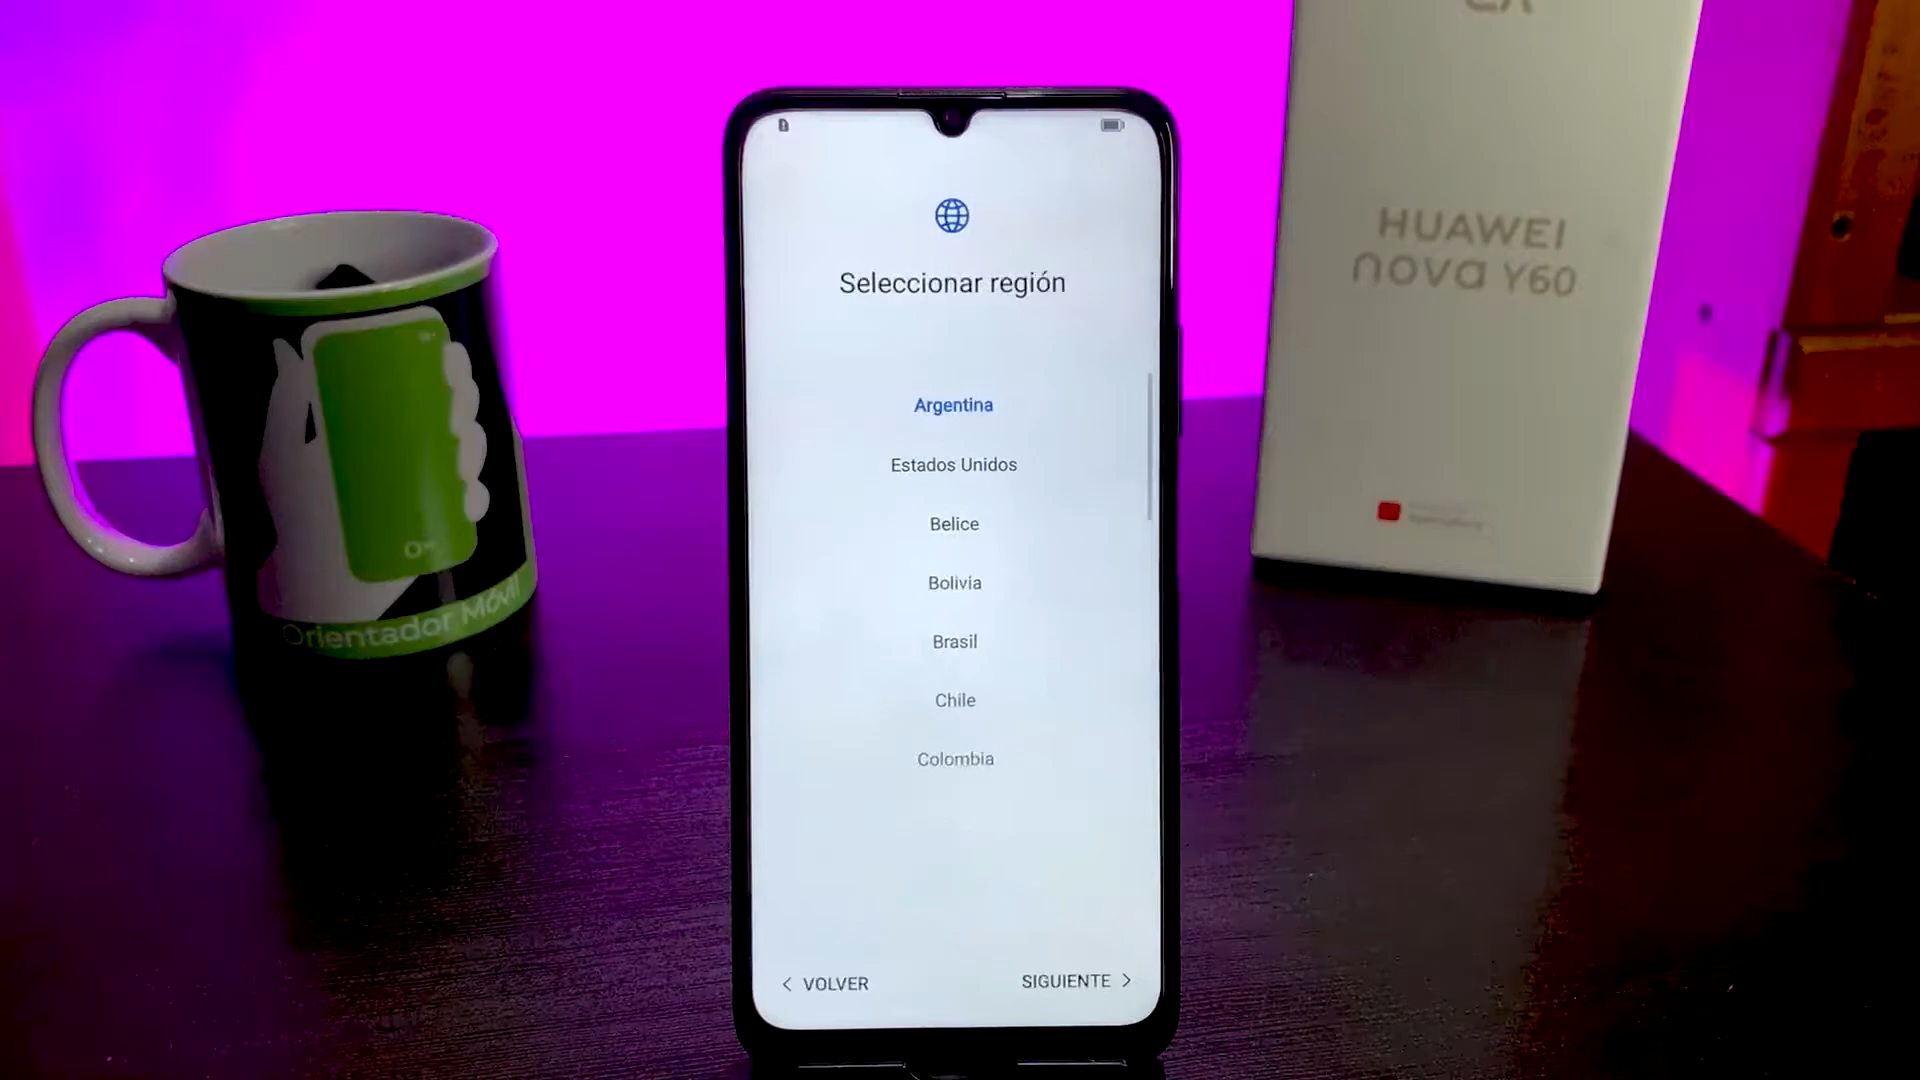 Seleccionar región
Argentina
Estados Unidos
Belice
Bolivia
Brasil
Chile
Colombia
VOLVER
SIGUIENTE
HUAWEI
nova Y60
Orientador Móvil